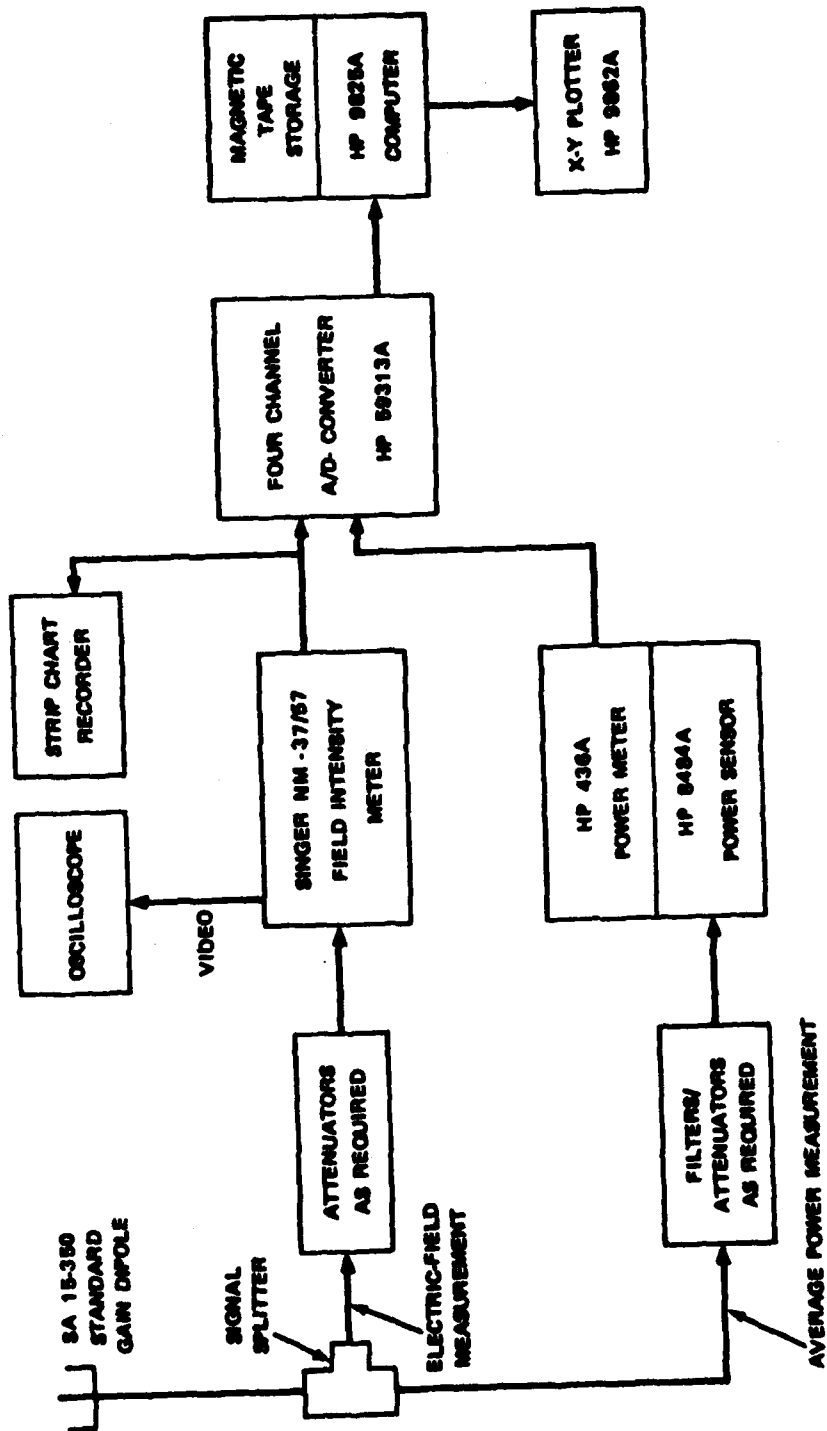 SA 15-350
STANDARD
GAIN DIPOLE
SIGNAL
SPLITTER
ELECTRIC-FIELD
MEASUREMENT
ATTENUATORS
AS REQUIRED
OSCILLOSCOPE
VIDEO
STRIP CHART
RECORDER
SINGER NM-37/57
FIELD INTENSITY
METER
FILTERS/
ATTENUATORS
AS REQUIRED
AVERAGE POWER MEASUREMENT
HP 436A
POWER METER
HP 8484A
POWER SENSOR
FOUR CHANNEL
A/D- CONVERTER
HP 59313A
MAGNETIC
TAPE
STORAGE
HP 9825A
COMPUTER
X-Y PLOTTER
HP 9862A